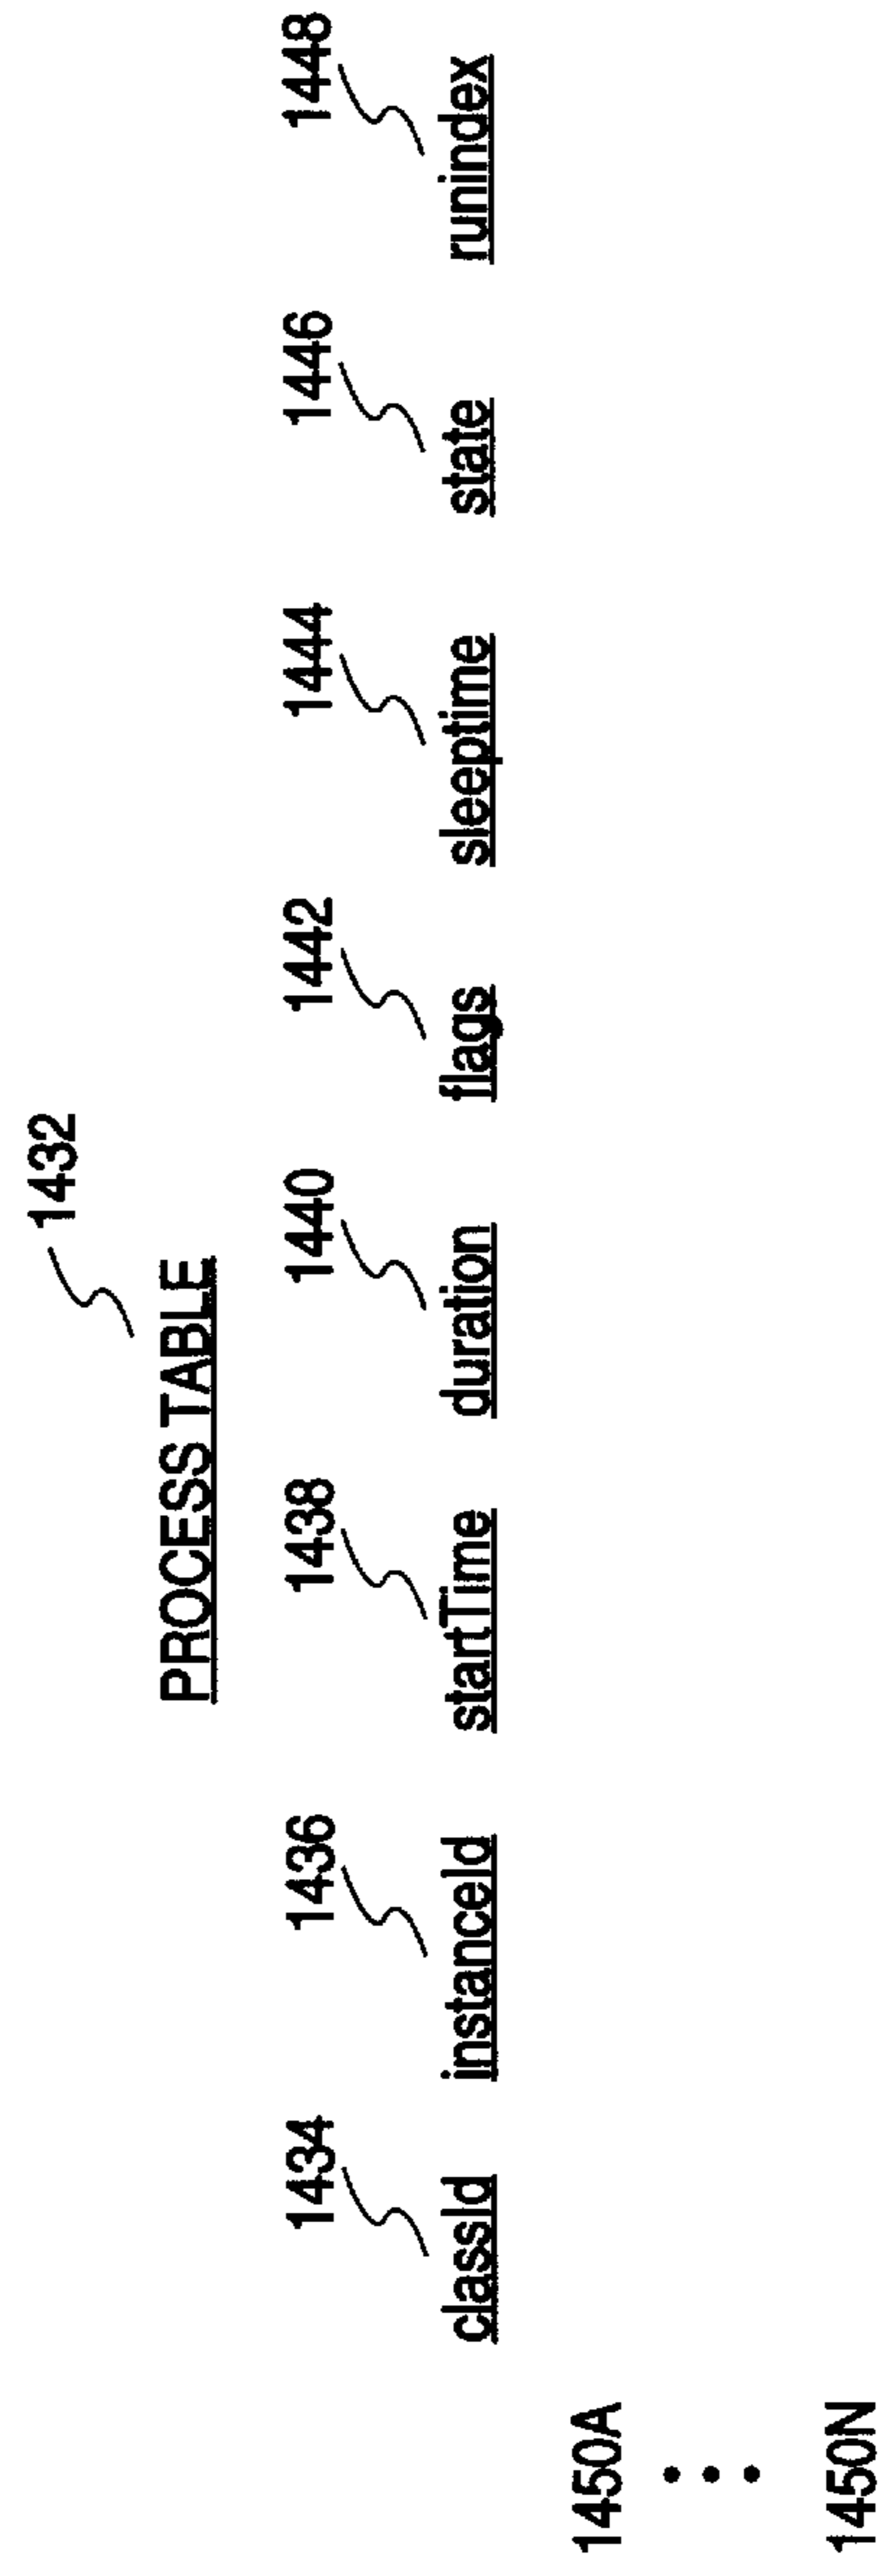 1432
PROCESS TABLE
1434 1436 1438 1440 1442 1444 1446 1448
classId instanceId startTime duration flags sleeptime state runindex
1450A
1450N